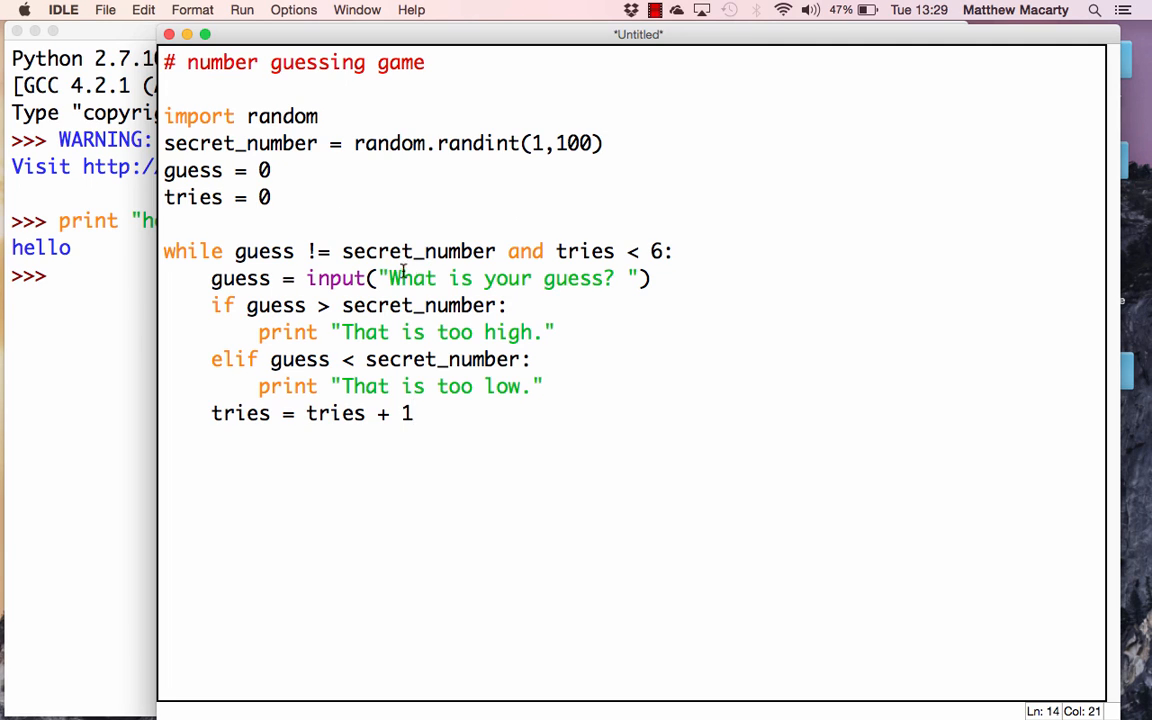 IDLE File Edit Format Run Options Window Help 47% Tue 13:29 Matthew Macarty
*Untitled*
Python 2.7.10
[GCC 4.2.1 (
Type "copyri
>>> WARNING:
Visit http:/
>>> print "he
hello
>>>
# number guessing game
import random
secret_number = random.randint(1,100)
guess = 0
tries = 0
while guess != secret_number and tries < 6:
    guess = input("What is your guess? ")
    if guess > secret_number:
        print "That is too high."
    elif guess < secret_number:
        print "That is too low."
    tries = tries + 1
Ln: 14 Col: 21